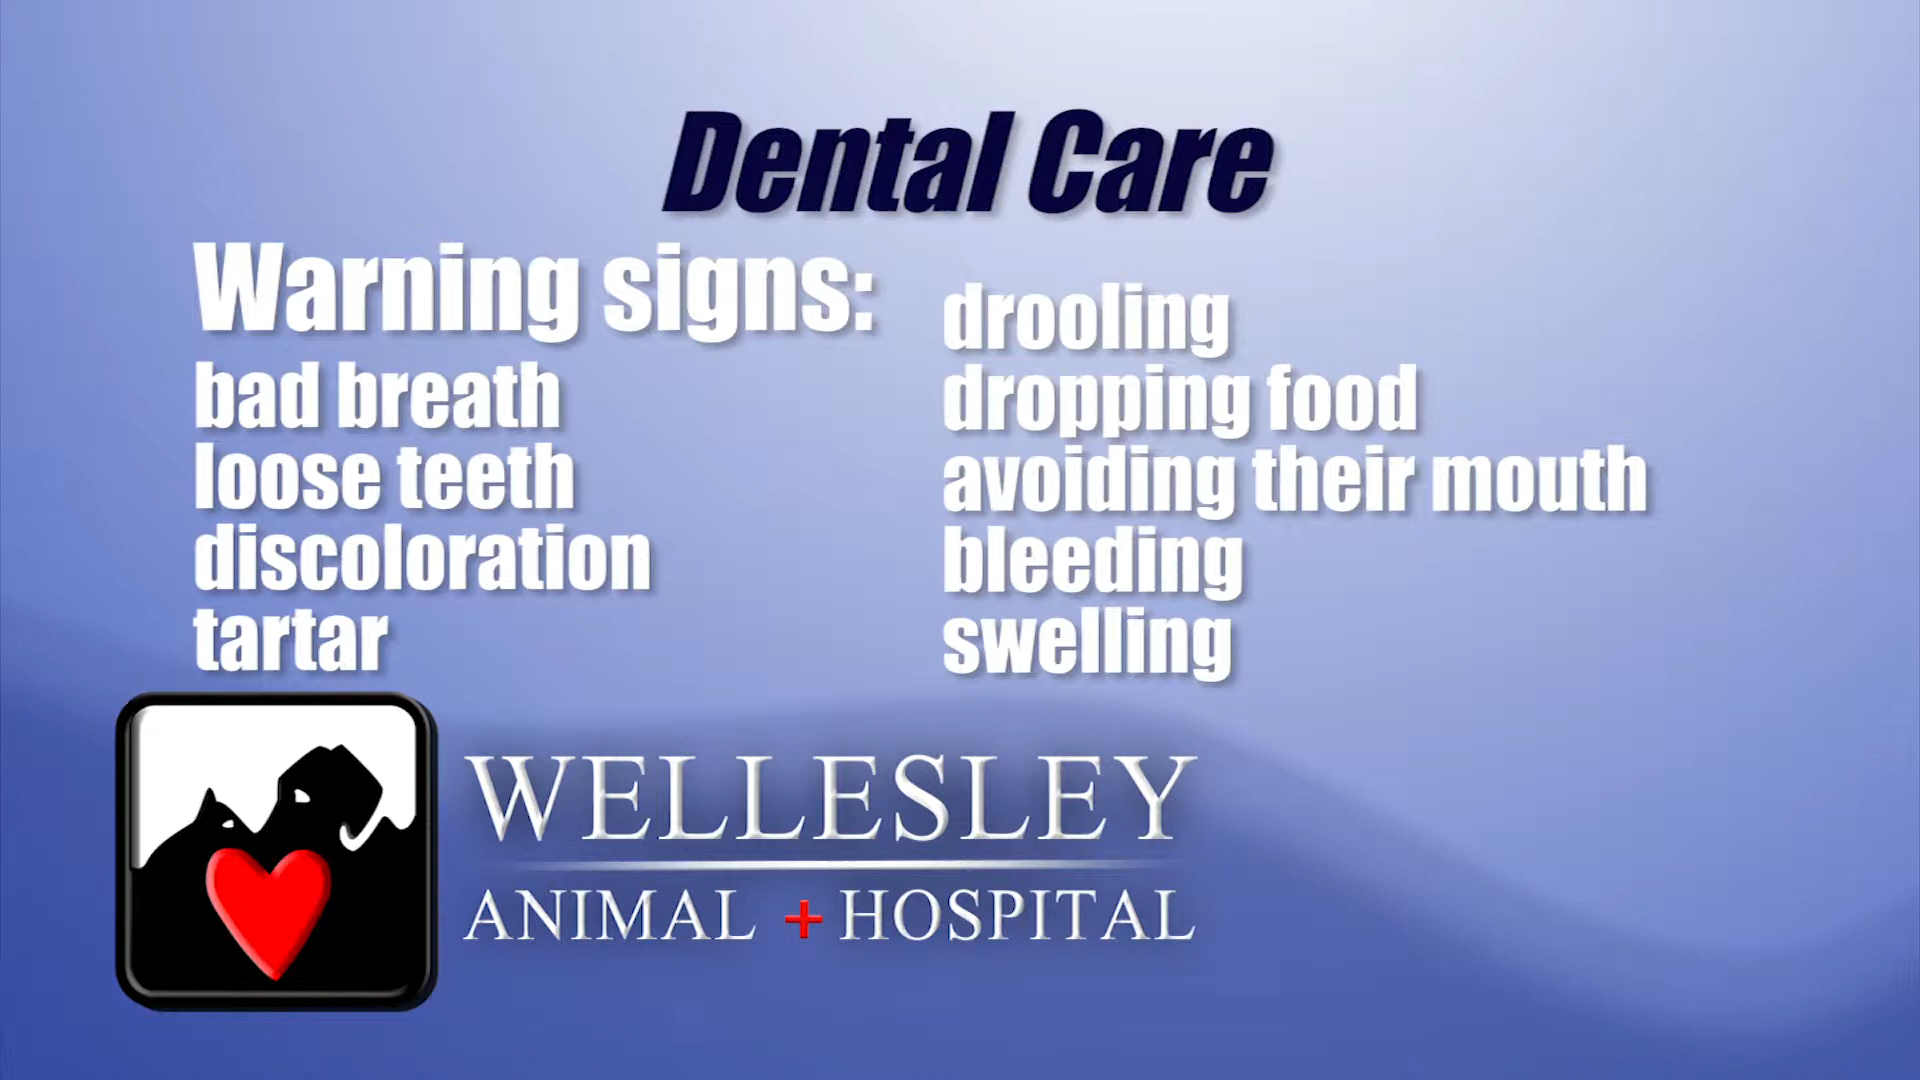 Dental Care
Warning signs:
bad breath
loose teeth
discoloration
tartar
drooling
dropping food
avoiding their mouth
bleeding
swelling
WELLESLEY
ANIMAL + HOSPITAL